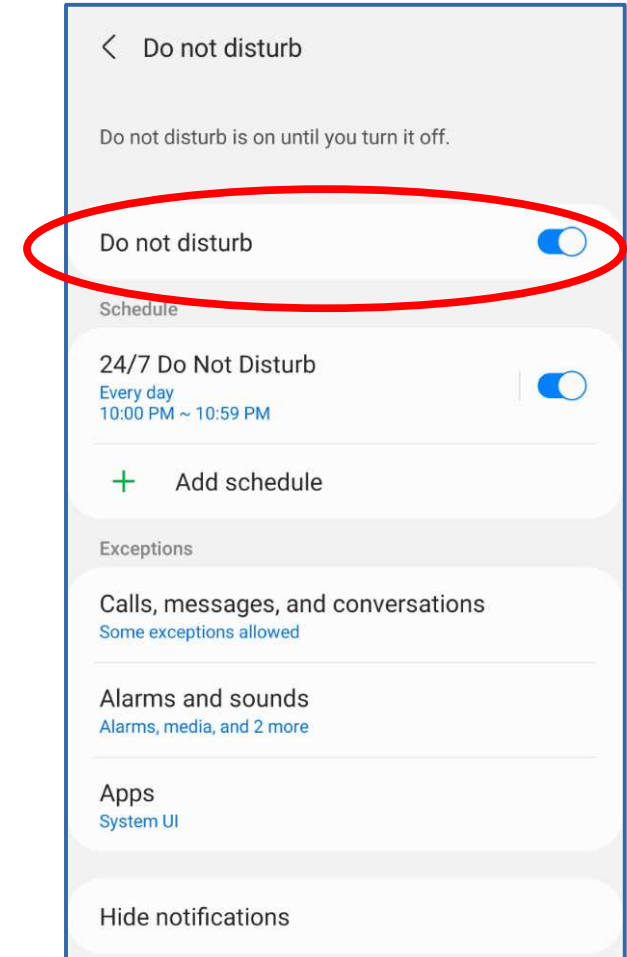 Do not disturb
Do not disturb is on until you turn it off.
Do not disturb
Schedule
24/7 Do Not Disturb
Every day
10:00 PM ~ 10:59 PM
Add schedule
Exceptions
Calls, messages, and conversations
Some exceptions allowed
Alarms and sounds
Alarms, media, and 2 more
Apps
System UI
Hide notifications